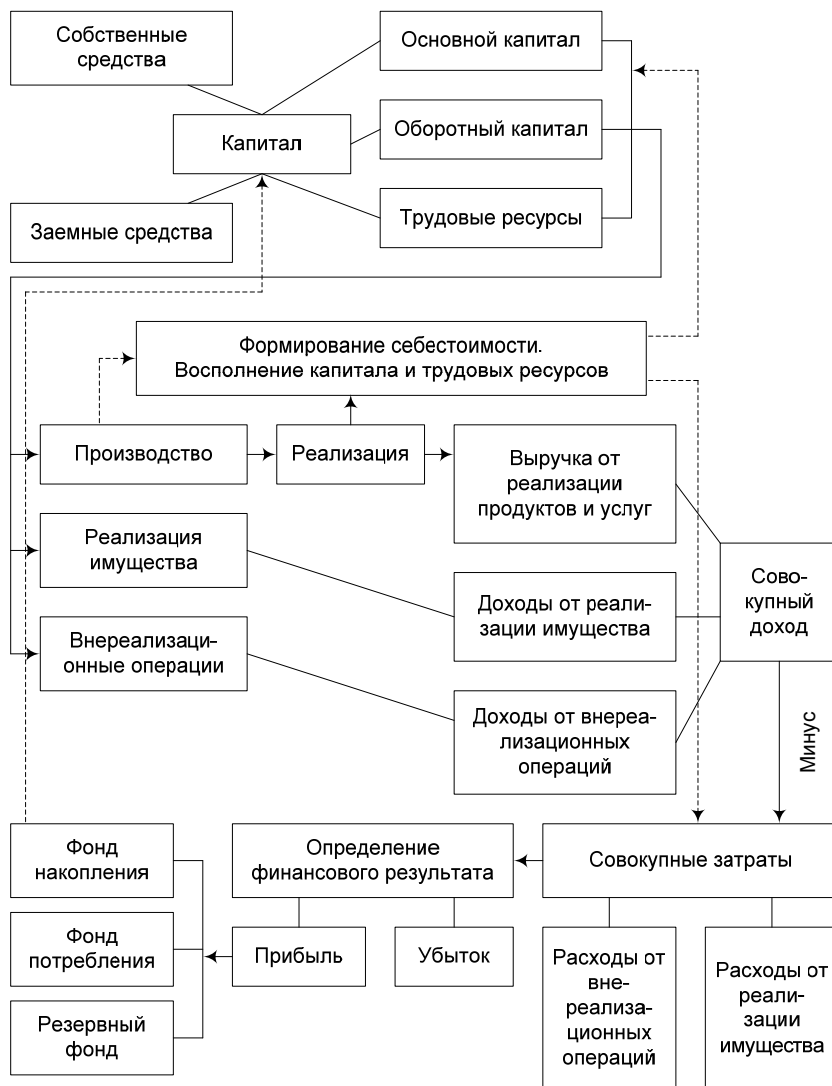 Собственные
средства
Основной капитал
Капитал
Оборотный капитал
Заемные средства
Трудовые ресурсы
Формирование себестоимости.
Восполнение капитала и трудовых ресурсов
Производство
Реализация
Выручка от
реализации
продуктов и услуг
Реализация
имущества
Доходы от реали-
зации имущества
Сово-
купный
доход
Внереализаци-
онные операции
Доходы от внереа-
лизационных
операций
Минус
Фонд
накопления
Определение
финансового результата
Совокупные затраты
Фонд
потребления
Прибыль
Убыток
Расходы от
вне-
реализа-
ционных
операций
Расходы от
реали-
зации
имущества
Резервный
фонд